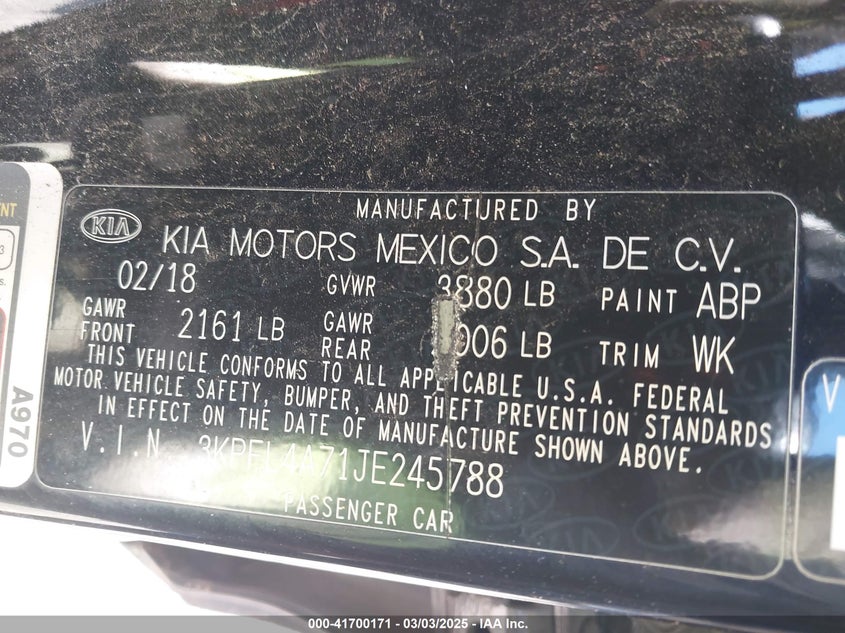 MANUFACTURED BY
KIA KIA MOTORS MEXICO S.A. DE C.V.
02/18 GVWR 3880 LB PAINT ABP
GAWR FRONT 2161 LB GAWR REAR 006 LB TRIM WK
THIS VEHICLE CONFORMS TO ALL APPLICABLE U.S.A. FEDERAL
MOTOR VEHICLE SAFETY, BUMPER, AND THEFT PREVENTION STANDARDS
IN EFFECT ON THE DATE OF MANUFACTURE SHOWN ABOVE.
V.I.N. 3KPFL4A71JE245788
PASSENGER CAR
A970
000-41700171 | 03/03/2025 - IAA Inc.